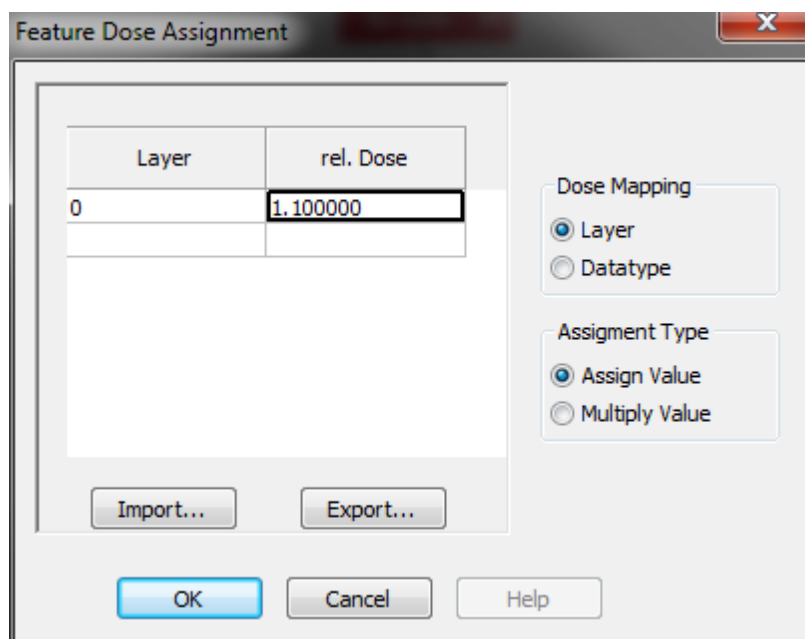 Feature Dose Assignment
Layer rel. Dose
0 1.100000
Dose Mapping
Layer
Datatype
Assigment Type
Assign Value
Multiply Value
Import... Export...
OK Cancel Help